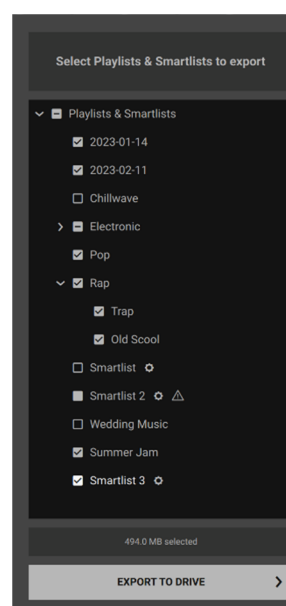 Select Playlists & Smartlists to export
Playlists & Smartlists
2023-01-14
2023-02-11
Chillwave
Electronic
Pop
Rap
Trap
Old Scool
Smartlist
Smartlist 2
Wedding Music
Summer Jam
Smartlist 3
494.0 MB selected
EXPORT TO DRIVE